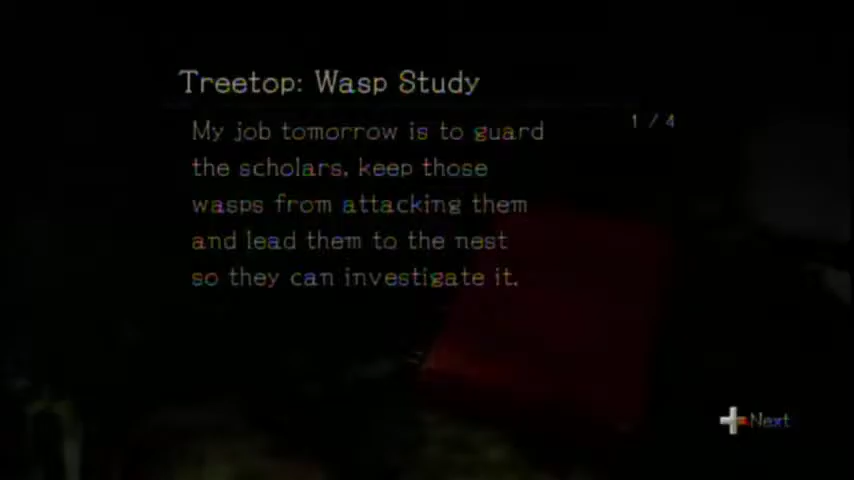 Treetop: Wasp Study
1 / 4
My job tomorrow is to guard
the scholars, keep those
wasps from attacking them
and lead them to the nest
so they can investigate it.
Next